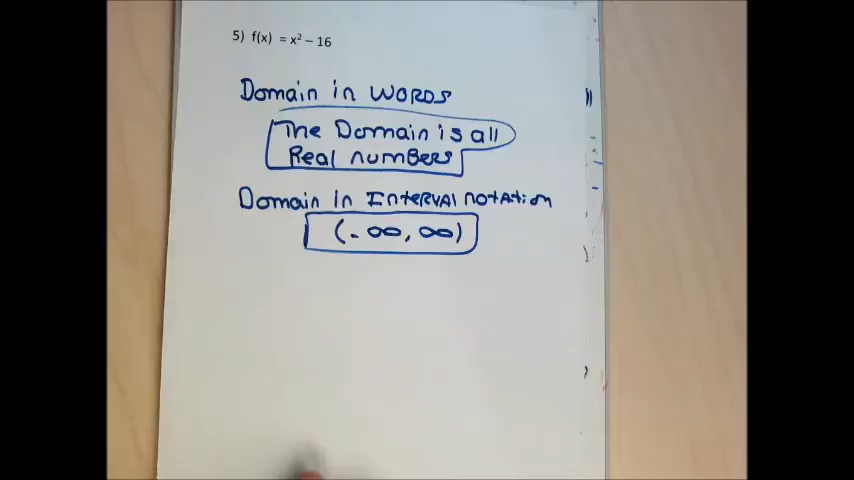 5) f(x) = x² – 16
Domain in WORDS
The Domain is all
Real numBers
Domain in InteRVAl notAtion
(-∞, ∞)